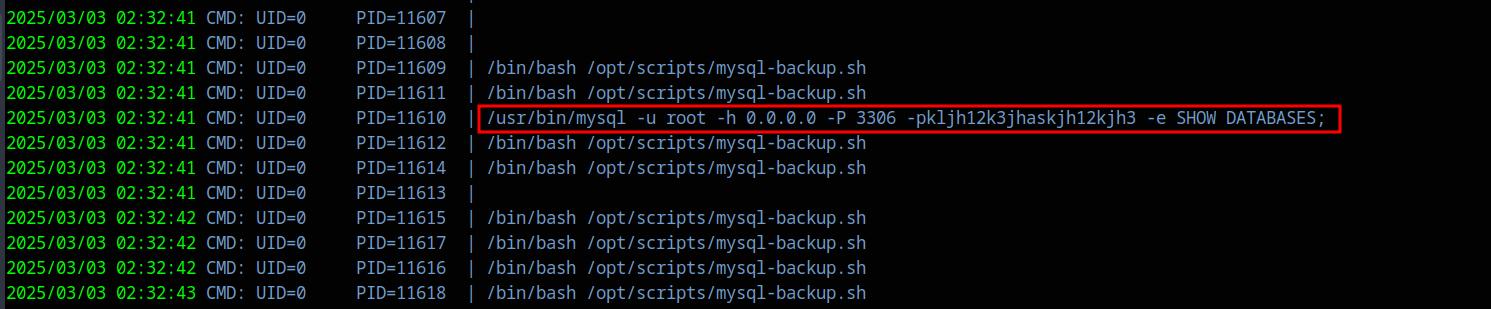 2025/03/03 02:32:41 CMD: UID=0     PID=11607  |
2025/03/03 02:32:41 CMD: UID=0     PID=11608  |
2025/03/03 02:32:41 CMD: UID=0     PID=11609  | /bin/bash /opt/scripts/mysql-backup.sh
2025/03/03 02:32:41 CMD: UID=0     PID=11611  | /bin/bash /opt/scripts/mysql-backup.sh
2025/03/03 02:32:41 CMD: UID=0     PID=11610  | /usr/bin/mysql -u root -h 0.0.0.0 -P 3306 -pkljh12k3jhaskjh12kjh3 -e SHOW DATABASES;
2025/03/03 02:32:41 CMD: UID=0     PID=11612  | /bin/bash /opt/scripts/mysql-backup.sh
2025/03/03 02:32:41 CMD: UID=0     PID=11614  | /bin/bash /opt/scripts/mysql-backup.sh
2025/03/03 02:32:41 CMD: UID=0     PID=11613  |
2025/03/03 02:32:42 CMD: UID=0     PID=11615  | /bin/bash /opt/scripts/mysql-backup.sh
2025/03/03 02:32:42 CMD: UID=0     PID=11617  | /bin/bash /opt/scripts/mysql-backup.sh
2025/03/03 02:32:42 CMD: UID=0     PID=11616  | /bin/bash /opt/scripts/mysql-backup.sh
2025/03/03 02:32:43 CMD: UID=0     PID=11618  | /bin/bash /opt/scripts/mysql-backup.sh